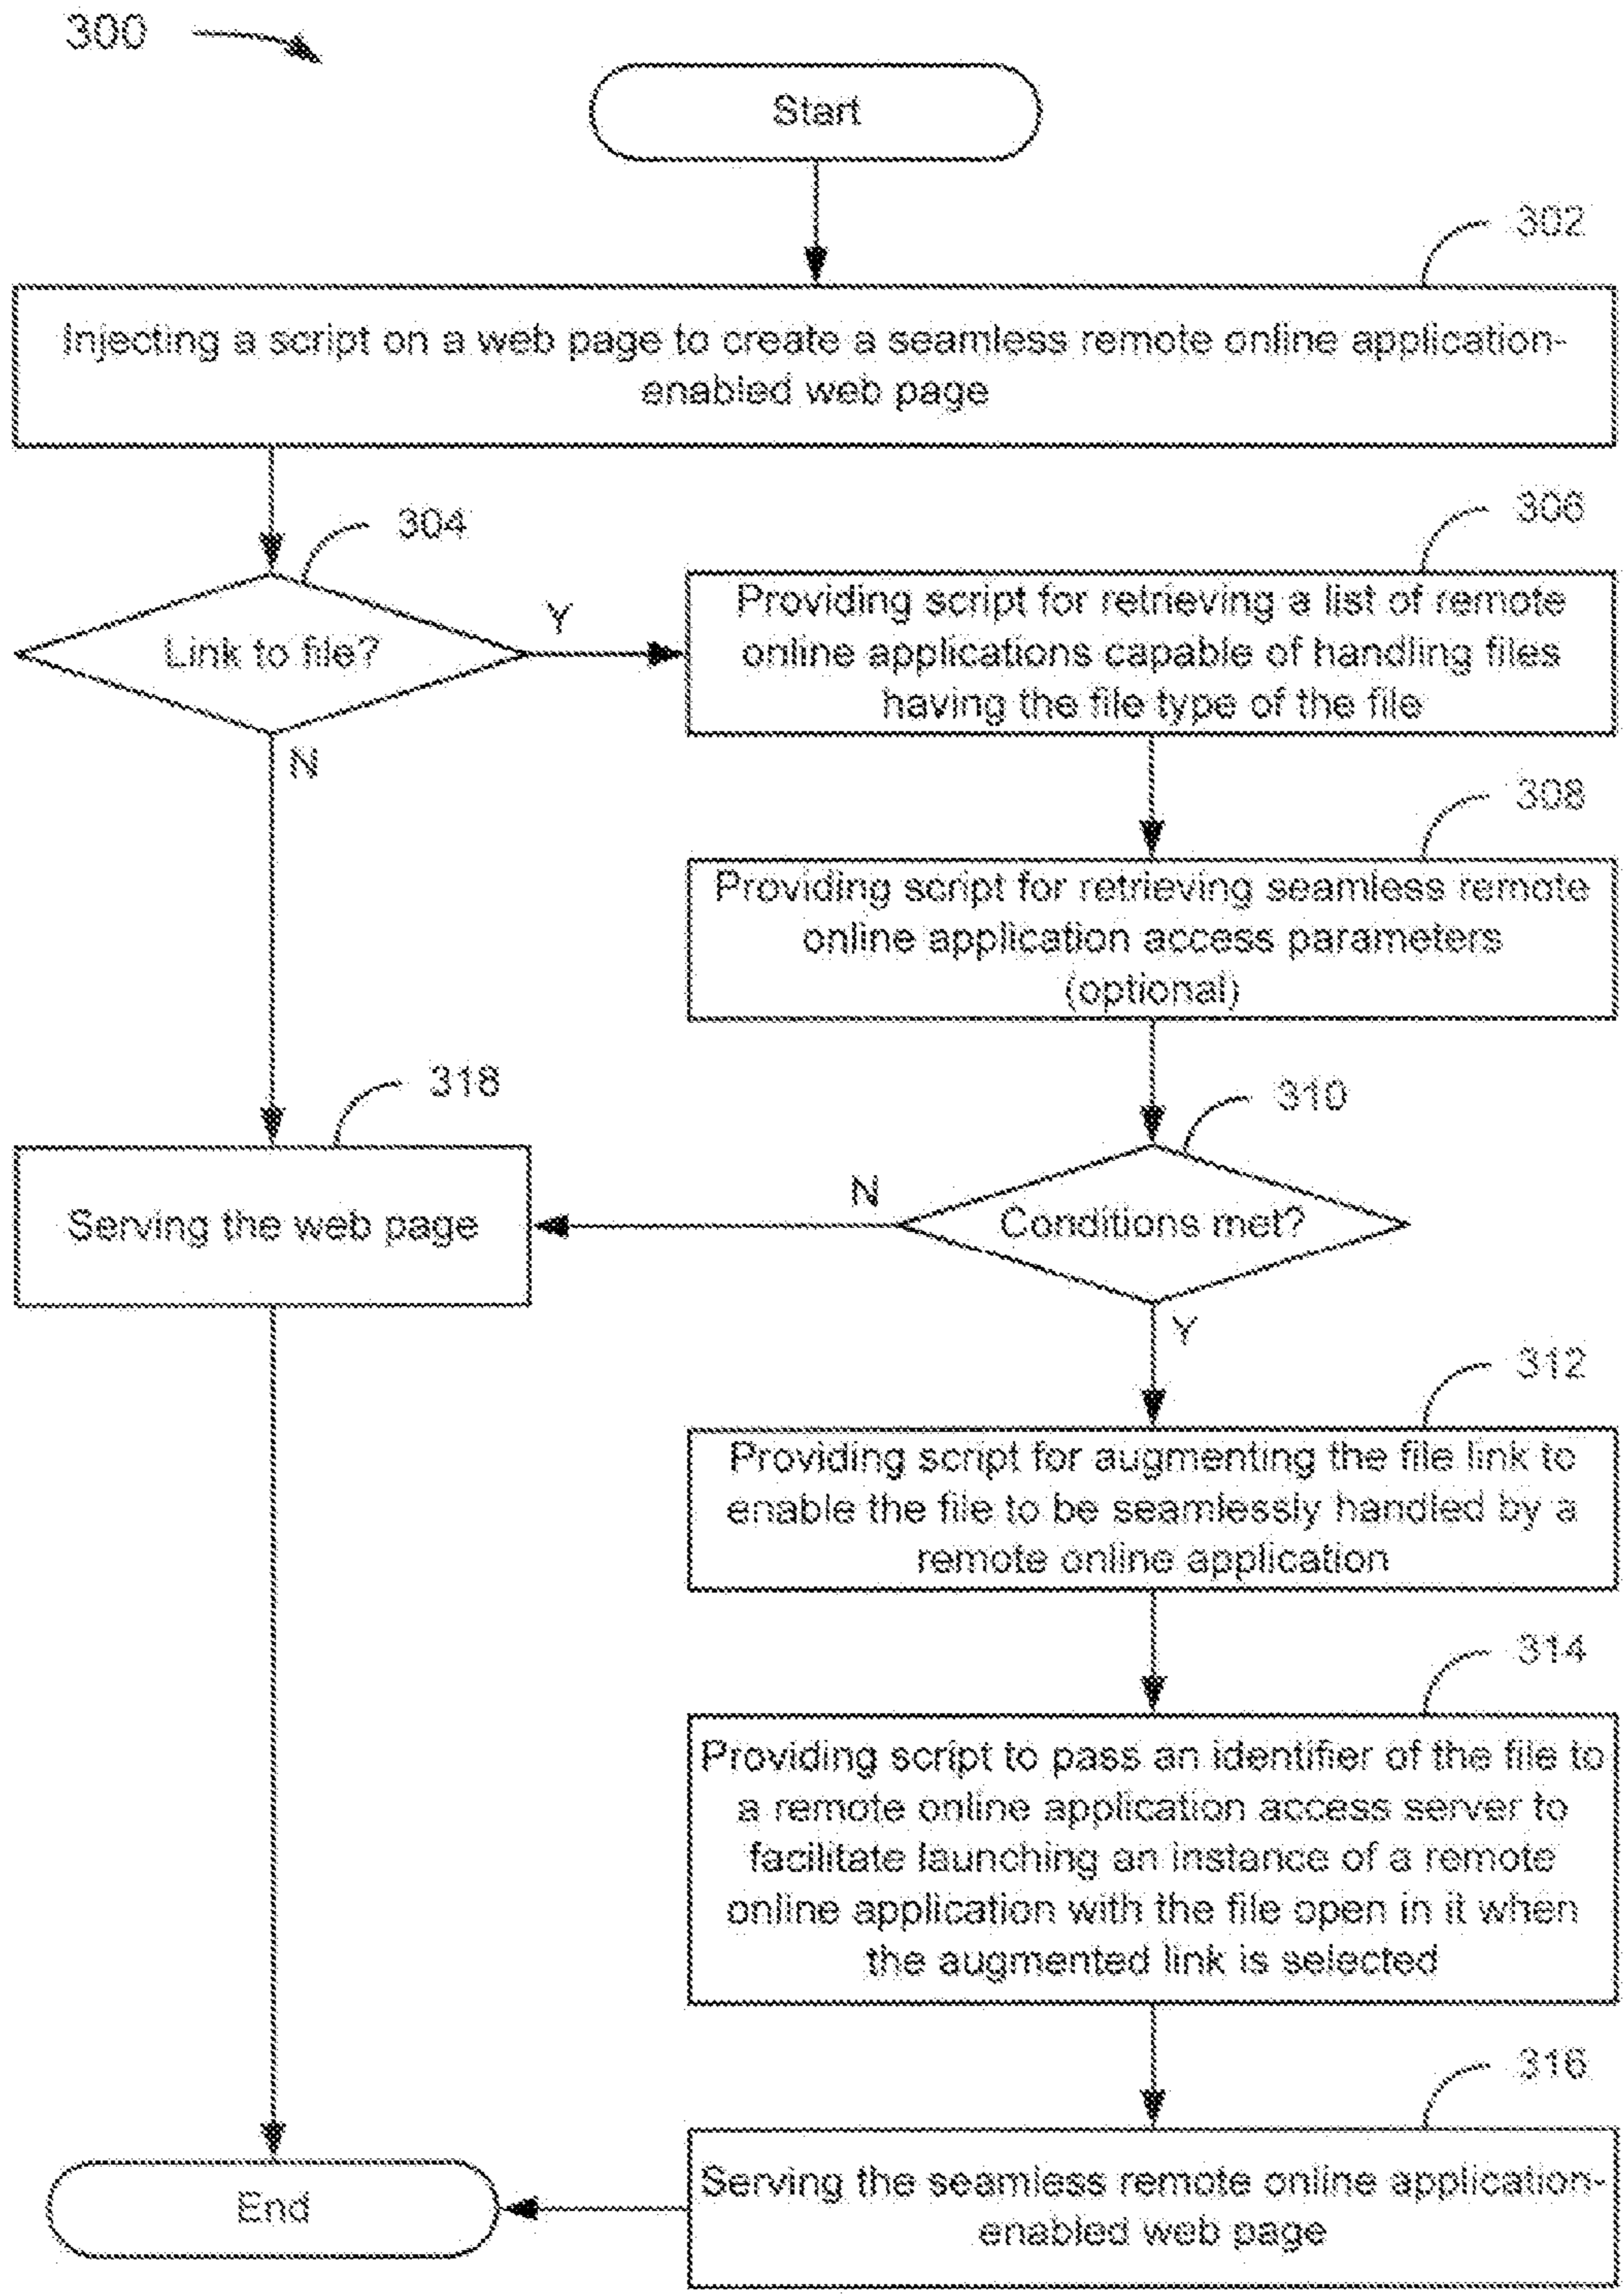 300
Start
302
Injecting a script on a web page to create a seamless remote online application-
enabled web page
304
Link to file?
Y
N
306
Providing script for retrieving a list of remote
online applications capable of handling files
having the file type of the file
308
Providing script for retrieving seamless remote
online application access parameters
(optional)
318
Serving the web page
310
Conditions met?
N
Y
312
Providing script for augmenting the file link to
enable the file to be seamlessly handled by a
remote online application
314
Providing script to pass an identifier of the file to
a remote online application access server to
facilitate launching an instance of a remote
online application with the file open in it when
the augmented link is selected
316
Serving the seamless remote online application-
enabled web page
End